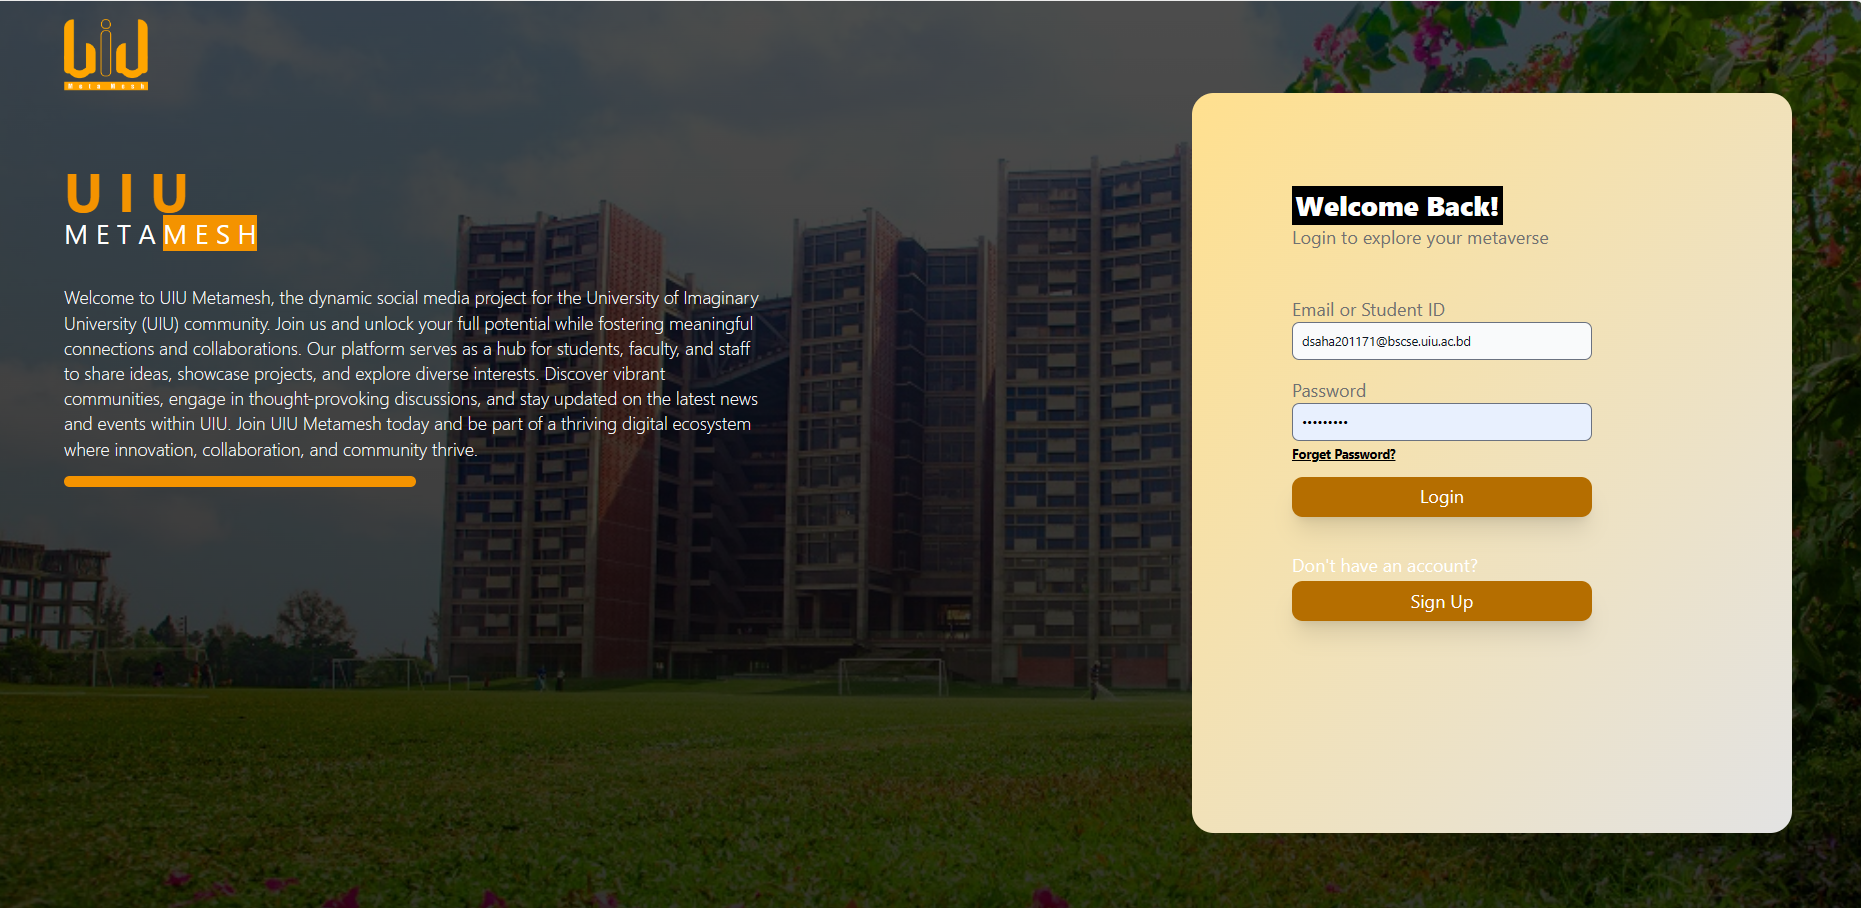 UiU
Meta Mesh
UIU
METAMESH
Welcome to UIU Metamesh, the dynamic social media project for the University of Imaginary
University (UIU) community. Join us and unlock your full potential while fostering meaningful
connections and collaborations. Our platform serves as a hub for students, faculty, and staff
to share ideas, showcase projects, and explore diverse interests. Discover vibrant
communities, engage in thought-provoking discussions, and stay updated on the latest news
and events within UIU. Join UIU Metamesh today and be part of a thriving digital ecosystem
where innovation, collaboration, and community thrive.
Welcome Back!
Login to explore your metaverse
Email or Student ID
dsaha201171@bscse.uiu.ac.bd
Password
•••••••••
Forget Password?
Login
Don't have an account?
Sign Up